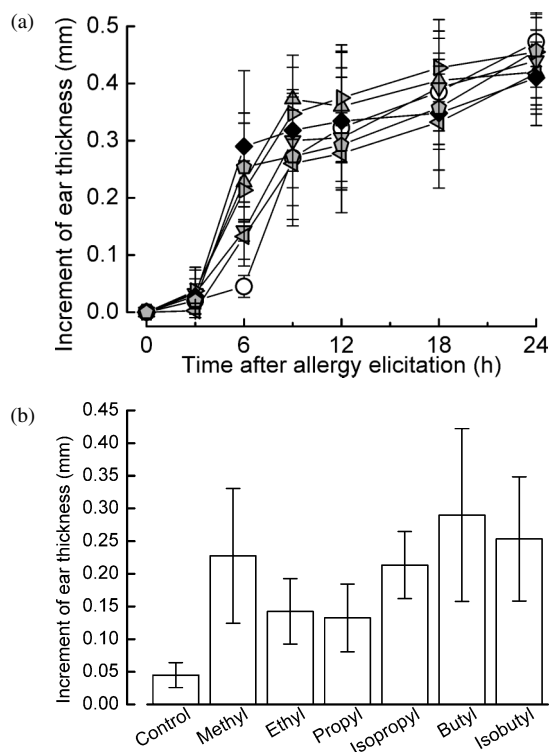 (a)
Increment of ear thickness (mm)
0.5
0.4
0.3
0.2
0.1
0.0
0 3 6 9 12 18 24
Time after allergy elicitation (h)
(b)
Increment of ear thickness (mm)
0.45
0.40
0.35
0.30
0.25
0.20
0.15
0.10
0.05
0.00
Control Methyl Ethyl Propyl Isopropyl Butyl Isobutyl